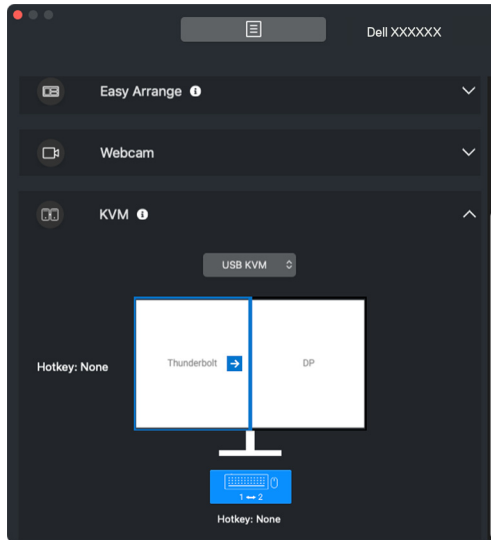 Dell XXXXXX
Easy Arrange
Webcam
KVM
USB KVM
Hotkey: None
Thunderbolt
DP
1 ↔ 2
Hotkey: None